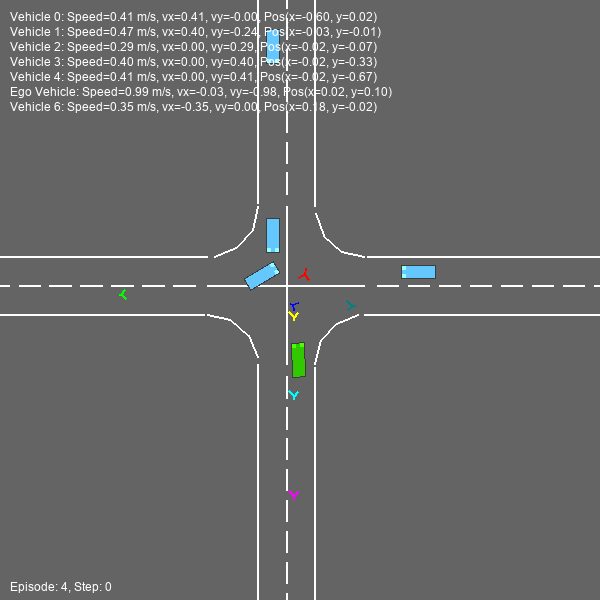 Vehicle 0: Speed=0.41 m/s, vx=0.41, vy=-0.00, Pos(x=-0.60, y=0.02)
Vehicle 1: Speed=0.47 m/s, vx=0.40, vy=-0.24, Pos(x=-0.03, y=-0.01)
Vehicle 2: Speed=0.29 m/s, vx=0.00, vy=0.29, Pos(x=-0.02, y=-0.07)
Vehicle 3: Speed=0.40 m/s, vx=0.00, vy=0.40, Pos(x=-0.02, y=-0.33)
Vehicle 4: Speed=0.41 m/s, vx=0.00, vy=0.41, Pos(x=-0.02, y=-0.67)
Ego Vehicle: Speed=0.99 m/s, vx=-0.03, vy=-0.98, Pos(x=0.02, y=0.10)
Vehicle 6: Speed=0.35 m/s, vx=-0.35, vy=0.00, Pos(x=0.18, y=-0.02)
Episode: 4, Step: 0